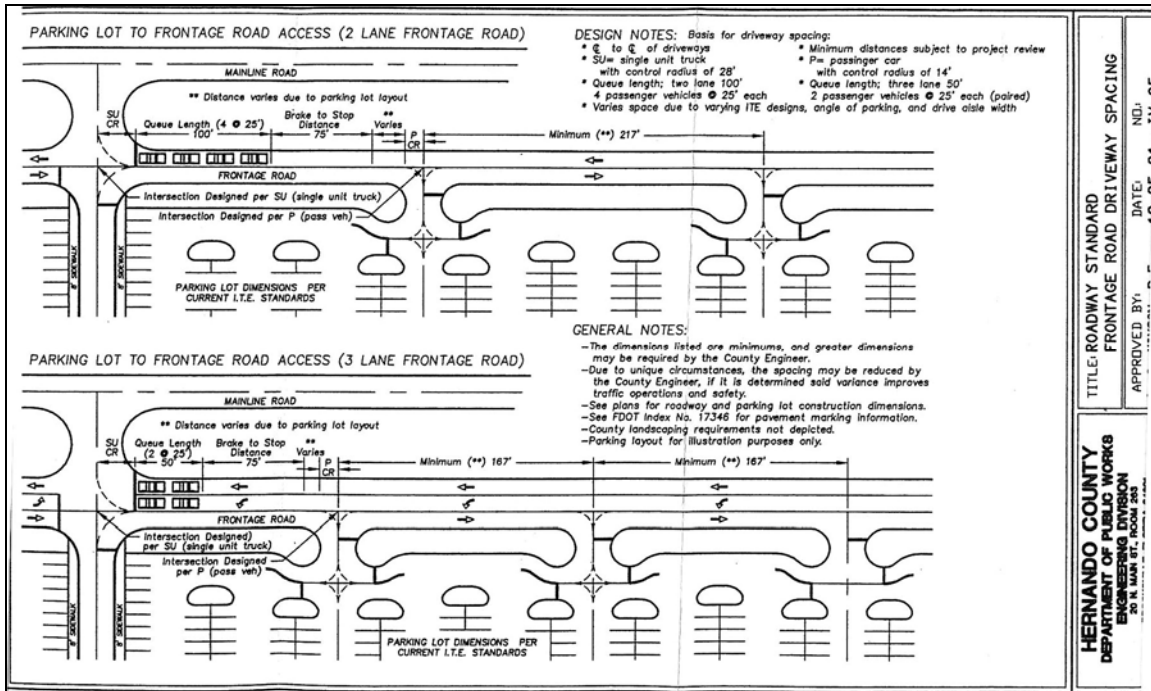 PARKING LOT TO FRONTAGE ROAD ACCESS (2 LANE FRONTAGE ROAD)
MAINLINE ROAD
** Distance varies due to parking lot layout
SU
CR
Queue Length (4 @ 25')
100'
Brake to Stop
Distance
75'
**
Varies
P
CR
Minimum (**) 217'
FRONTAGE ROAD
Intersection Designed per SU (single unit truck)
Intersection Designed per P (pass veh)
8' SIDEWALK
8' SIDEWALK
PARKING LOT DIMENSIONS PER
CURRENT I.T.E. STANDARDS
DESIGN NOTES: Basis for driveway spacing:
* ℄ to ℄ of driveways
* SU= single unit truck
with control radius of 28'
* Queue length; two lane 100'
4 passenger vehicles @ 25' each
* Minimum distances subject to project review
* P= passinger car
with control radius of 14'
* Queue length; three lane 50'
2 passenger vehicles @ 25' each (paired)
* Varies space due to varying ITE designs, angle of parking, and drive aisle width
GENERAL NOTES:
-The dimensions listed are minimums, and greater dimensions
may be required by the County Engineer.
-Due to unique circumstances, the spacing may be reduced by
the County Engineer, if it is determined said variance improves
traffic operations and safety.
-See plans for roadway and parking lot construction dimensions.
-See FDOT Index No. 17346 for pavement marking information.
-County landscaping requirements not depicted.
-Parking layout for illustration purposes only.
PARKING LOT TO FRONTAGE ROAD ACCESS (3 LANE FRONTAGE ROAD)
MAINLINE ROAD
** Distance varies due to parking lot layout
SU
CR
Queue Length
(2 @ 25')
50'
Brake to Stop
Distance
75'
**
Varies
P
CR
Minimum (**) 167'
Minimum (**) 167'
FRONTAGE ROAD
Intersection Designed)
per SU (single unit truck)
Intersection Designed
per P (pass veh)
8' SIDEWALK
8' SIDEWALK
PARKING LOT DIMENSIONS PER
CURRENT I.T.E. STANDARDS
TITLE: ROADWAY STANDARD
FRONTAGE ROAD DRIVEWAY SPACING
APPROVED BY:
DATE:
NO.:
HERNANDO COUNTY
DEPARTMENT OF PUBLIC WORKS
ENGINEERING DIVISION
20 N. MAIN ST., ROOM 263